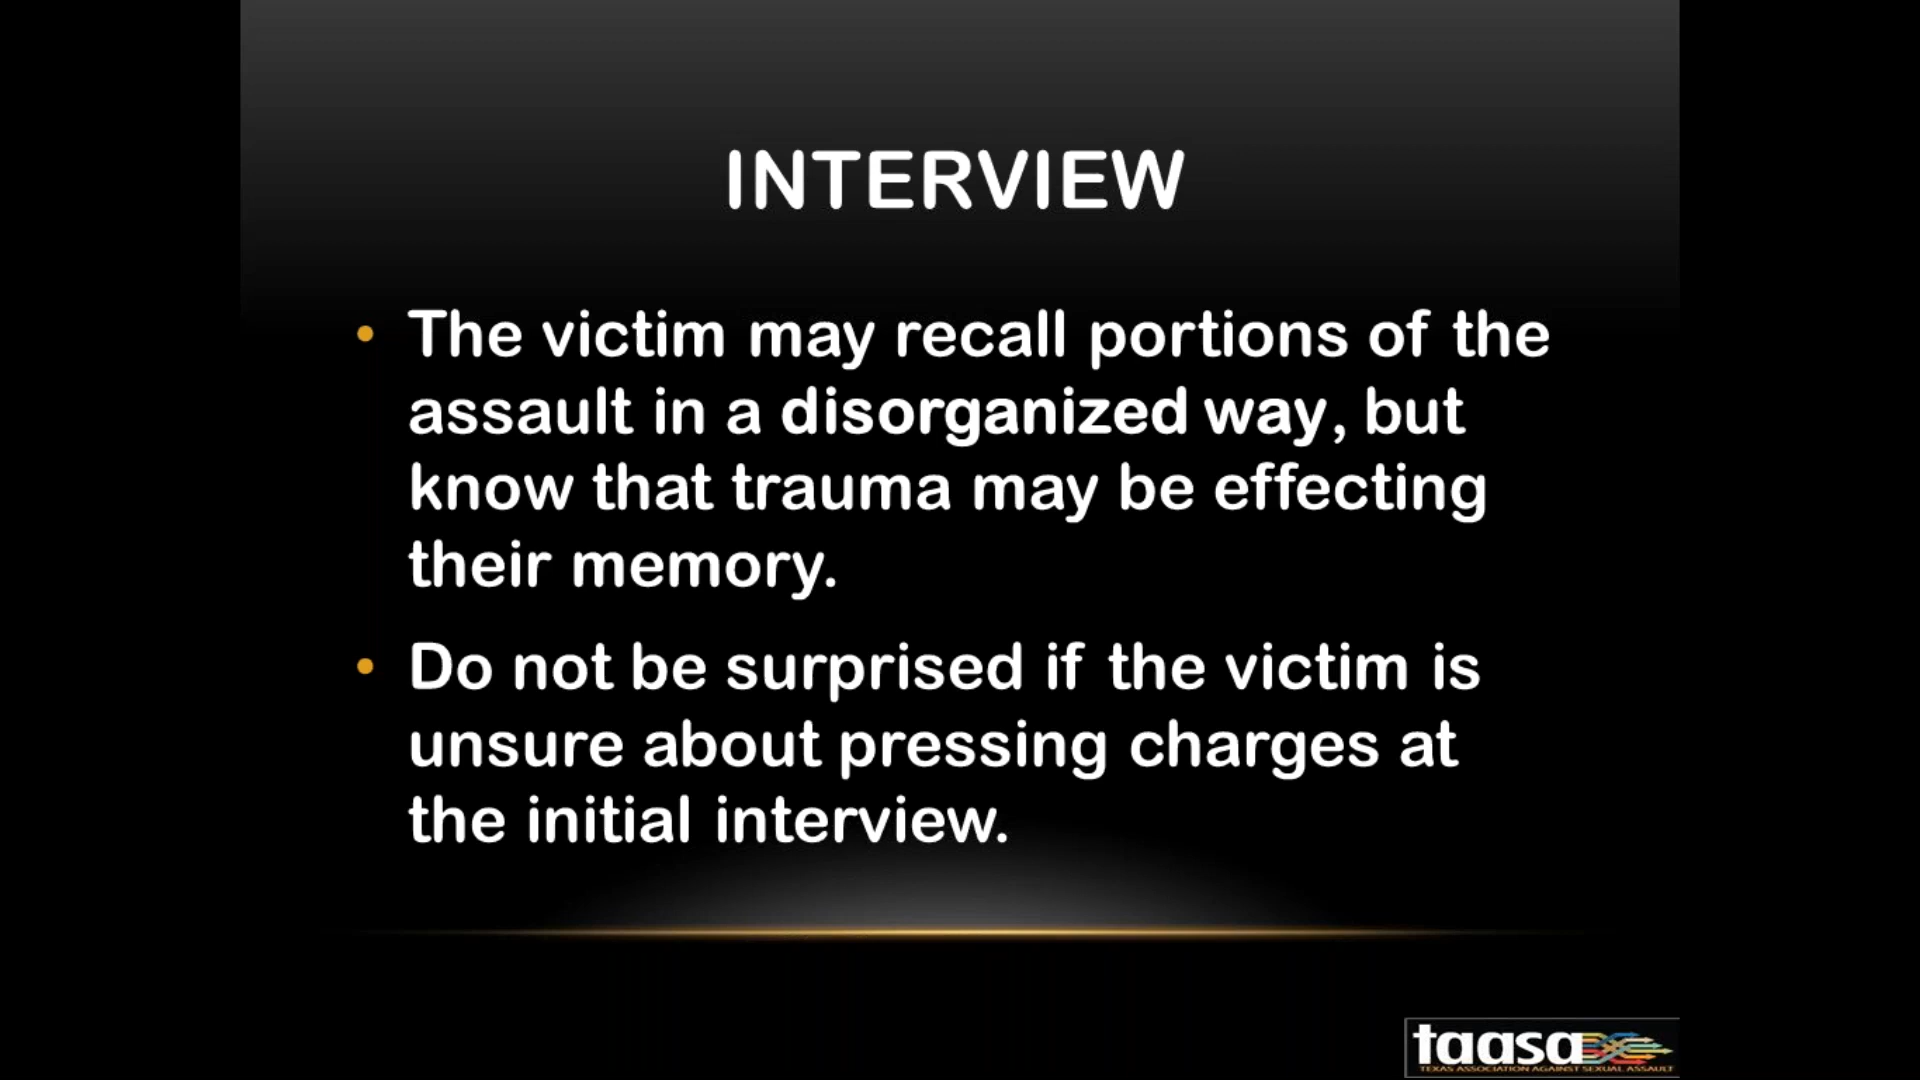 INTERVIEW
• The victim may recall portions of the
assault in a disorganized way, but
know that trauma may be effecting
their memory.
• Do not be surprised if the victim is
unsure about pressing charges at
the initial interview.
taasa
TEXAS ASSOCIATION AGAINST SEXUAL ASSAULT